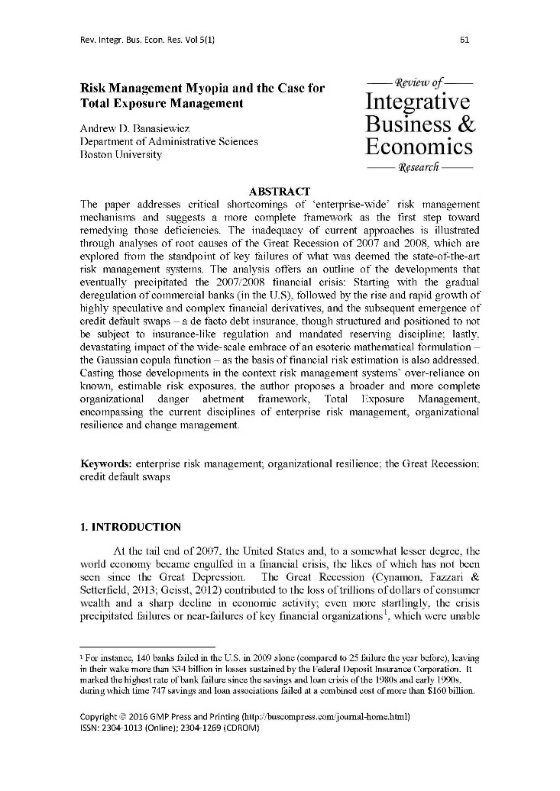 Rev. Integr. Bus. Econ. Res. Vol 5(1) 61
Risk Management Myopia and the Case for
Total Exposure Management
Andrew D. Banasiewicz
Department of Administrative Sciences
Boston University
Review of
Integrative
Business &
Economics
Research
ABSTRACT
The paper addresses critical shortcomings of ‘enterprise-wide’ risk management
mechanisms and suggests a more complete framework as the first step toward
remedying those deficiencies. The inadequacy of current approaches is illustrated
through analyses of root causes of the Great Recession of 2007 and 2008, which are
explored from the standpoint of key failures of what was deemed the state-of-the-art
risk management systems. The analysis offers an outline of the developments that
eventually precipitated the 2007/2008 financial crisis: Starting with the gradual
deregulation of commercial banks (in the U.S), followed by the rise and rapid growth of
highly speculative and complex financial derivatives, and the subsequent emergence of
credit default swaps – a de facto debt insurance, though structured and positioned to not
be subject to insurance-like regulation and mandated reserving discipline; lastly,
devastating impact of the wide-scale embrace of an esoteric mathematical formulation –
the Gaussian copula function – as the basis of financial risk estimation is also addressed.
Casting those developments in the context risk management systems’ over-reliance on
known, estimable risk exposures, the author proposes a broader and more complete
organizational danger abetment framework, Total Exposure Management,
encompassing the current disciplines of enterprise risk management, organizational
resilience and change management.
Keywords: enterprise risk management; organizational resilience; the Great Recession;
credit default swaps
1. INTRODUCTION
At the tail end of 2007, the United States and, to a somewhat lesser degree, the
world economy became engulfed in a financial crisis, the likes of which has not been
seen since the Great Depression. The Great Recession (Cynamon, Fazzari &
Setterfield, 2013; Geisst, 2012) contributed to the loss of trillions of dollars of consumer
wealth and a sharp decline in economic activity; even more startlingly, the crisis
precipitated failures or near-failures of key financial organizations¹, which were unable
¹ For instance, 140 banks failed in the U.S. in 2009 alone (compared to 25 failure the year before), leaving
in their wake more than $34 billion in losses sustained by the Federal Deposit Insurance Corporation. It
marked the highest rate of bank failure since the savings and loan crisis of the 1980s and early 1990s,
during which time 747 savings and loan associations failed at a combined cost of more than $160 billion.
Copyright © 2016 GMP Press and Printing (http://buscompress.com/journal-home.html)
ISSN: 2304-1013 (Online); 2304-1269 (CDROM)